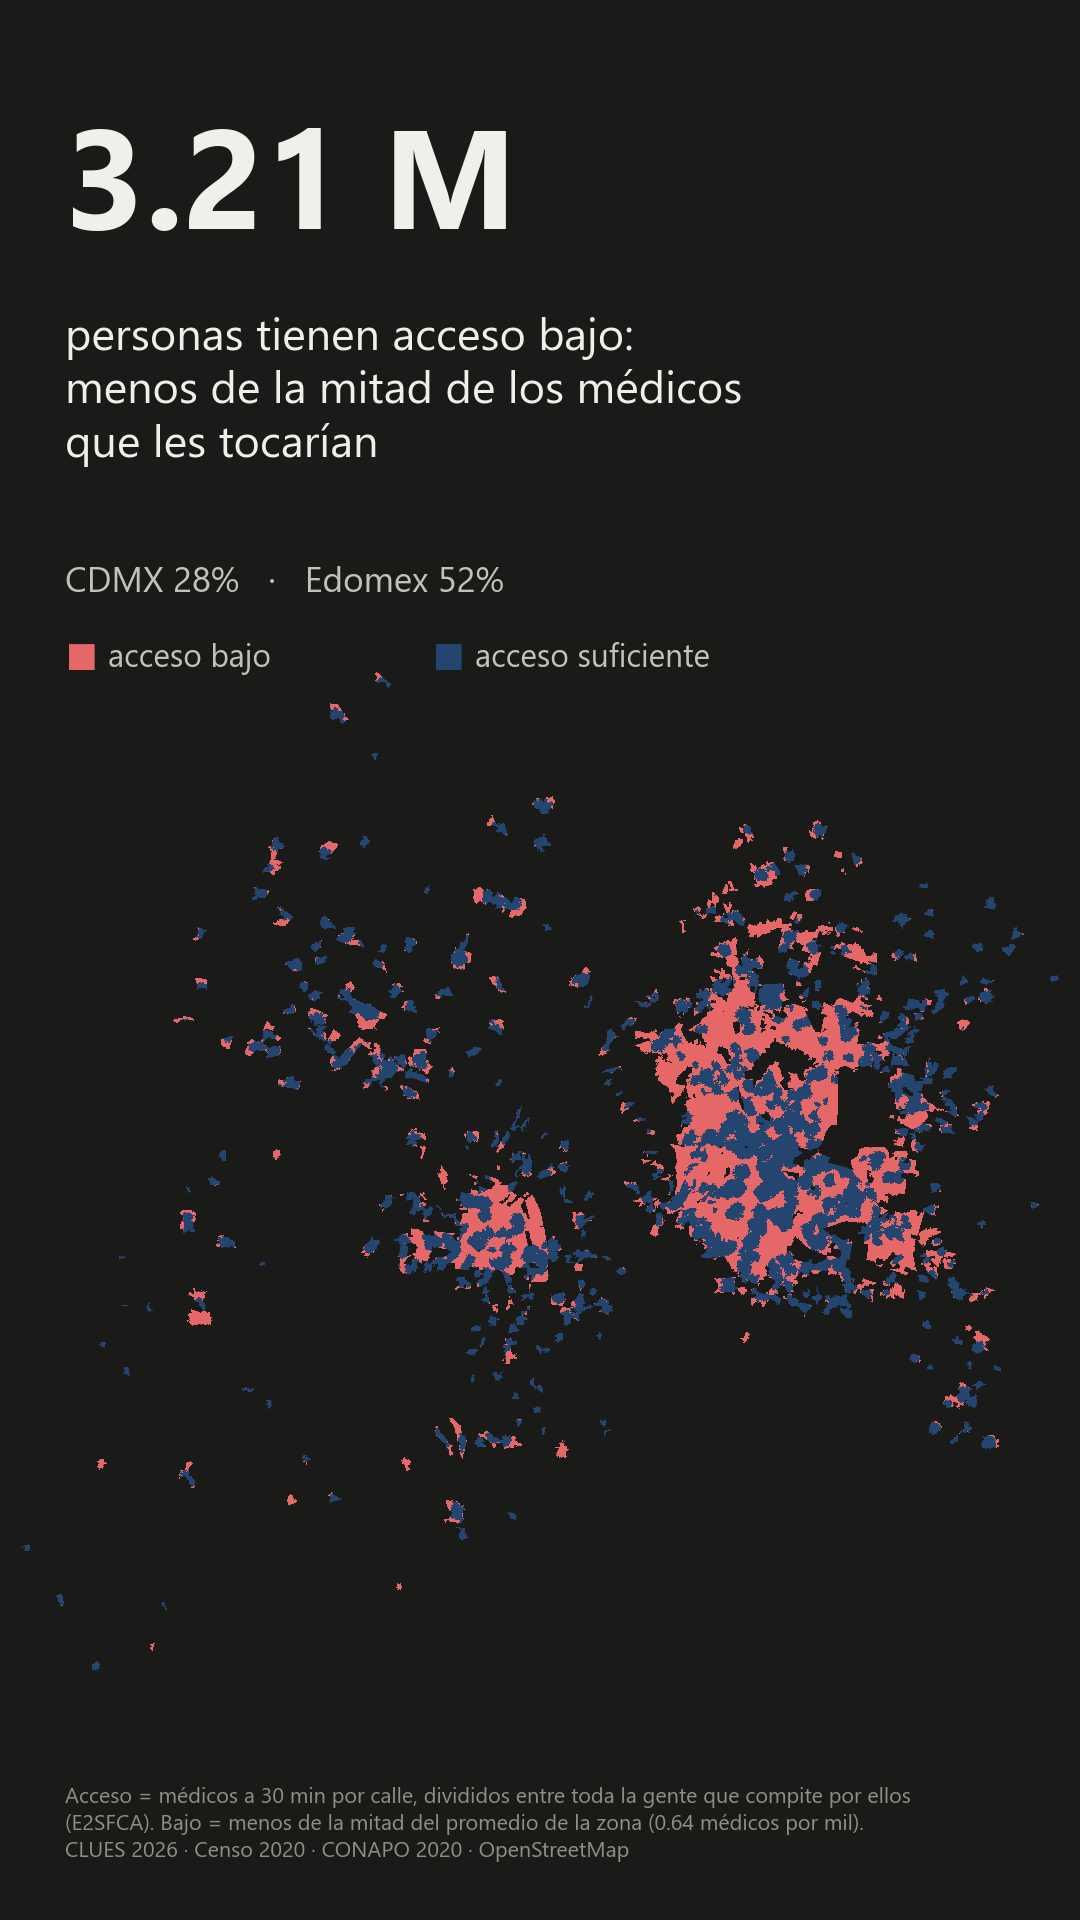 3.21 M
personas tienen acceso bajo:
menos de la mitad de los médicos
que les tocarían
CDMX 28% · Edomex 52%
acceso bajo
acceso suficiente
Acceso = médicos a 30 min por calle, divididos entre toda la gente que compite por ellos
(E2SFCA). Bajo = menos de la mitad del promedio de la zona (0.64 médicos por mil).
CLUES 2026 · Censo 2020 · CONAPO 2020 · OpenStreetMap